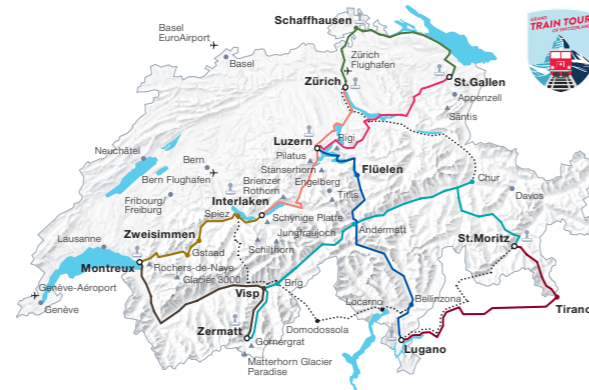 Schaffhausen
GRAND
TRAIN TOUR
OF SWITZERLAND
Basel
EuroAirport
Basel
Zürich
Flughafen
Zürich
St.Gallen
Appenzell
Säntis
Luzern
Rigi
Pilatus
Stanserhorn
Flüelen
Neuchâtel
Bern
Bern Flughafen
Brienzer
Rothorn
Engelberg
Titlis
Chur
Davos
Fribourg/
Freiburg
Interlaken
Spiez
Schynige Platte
Jungfraujoch
Andermatt
Zweisimmen
Schilthorn
St.Moritz
Lausanne
Gstaad
Montreux
Rochers-de-Naye
Glacier 3000
Visp
Brig
Genève-Aéroport
Genève
Locarno
Bellinzona
Tirano
Zermatt
Domodossola
Gornergrat
Lugano
Matterhorn Glacier
Paradise